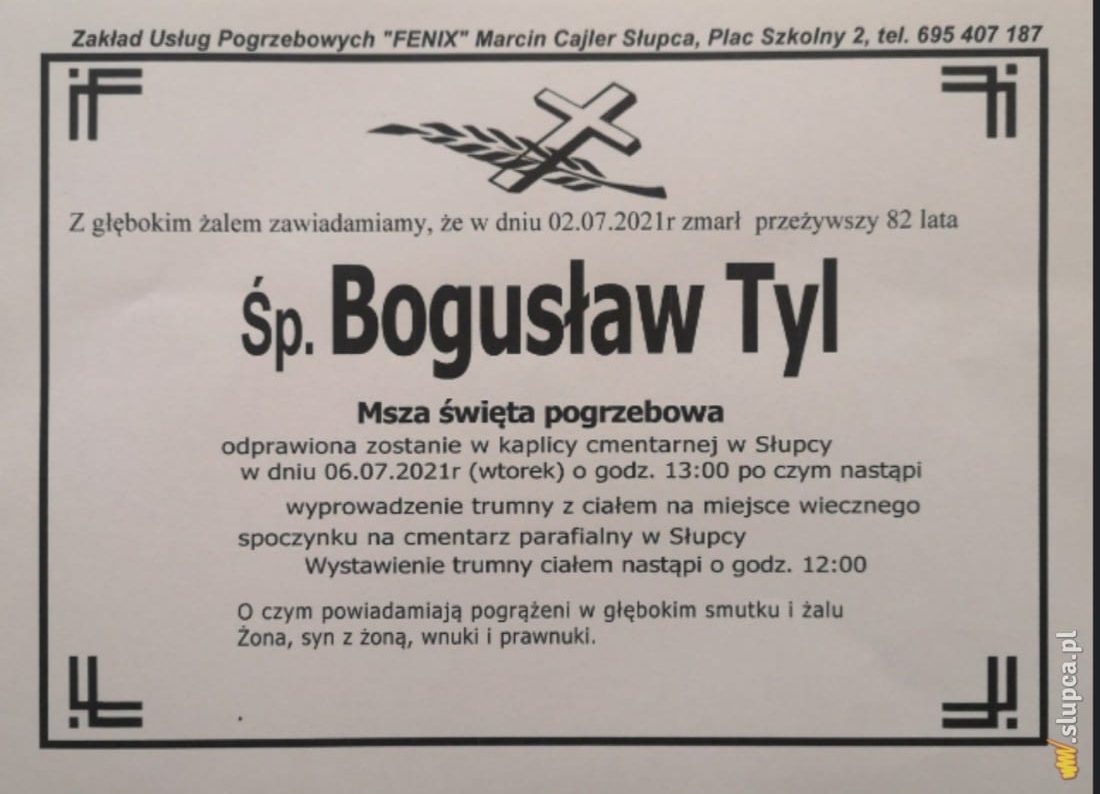 Zakład Usług Pogrzebowych "FENIX" Marcin Cajler Słupca, Plac Szkolny 2, tel. 695 407 187
Z głębokim żalem zawiadamiamy, że w dniu 02.07.2021r zmarł przeżywszy 82 lata
Śp. Bogusław Tyl
Msza święta pogrzebowa
odprawiona zostanie w kaplicy cmentarnej w Słupcy
w dniu 06.07.2021r (wtorek) o godz. 13:00 po czym nastąpi
wyprowadzenie trumny z ciałem na miejsce wiecznego
spoczynku na cmentarz parafialny w Słupcy
Wystawienie trumny ciałem nastąpi o godz. 12:00
O czym powiadamiają pogrążeni w głębokim smutku i żalu
Żona, syn z żoną, wnuki i prawnuki.
.
www.slupca.pl